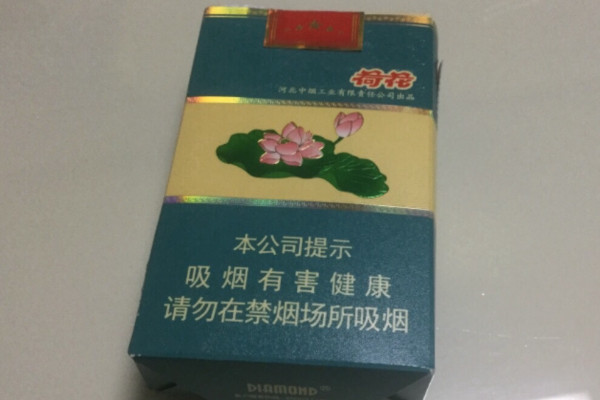 荷花
河北中烟工业有限责任公司出品
本公司提示
吸烟有害健康
请勿在禁烟场所吸烟
DIAMOND®